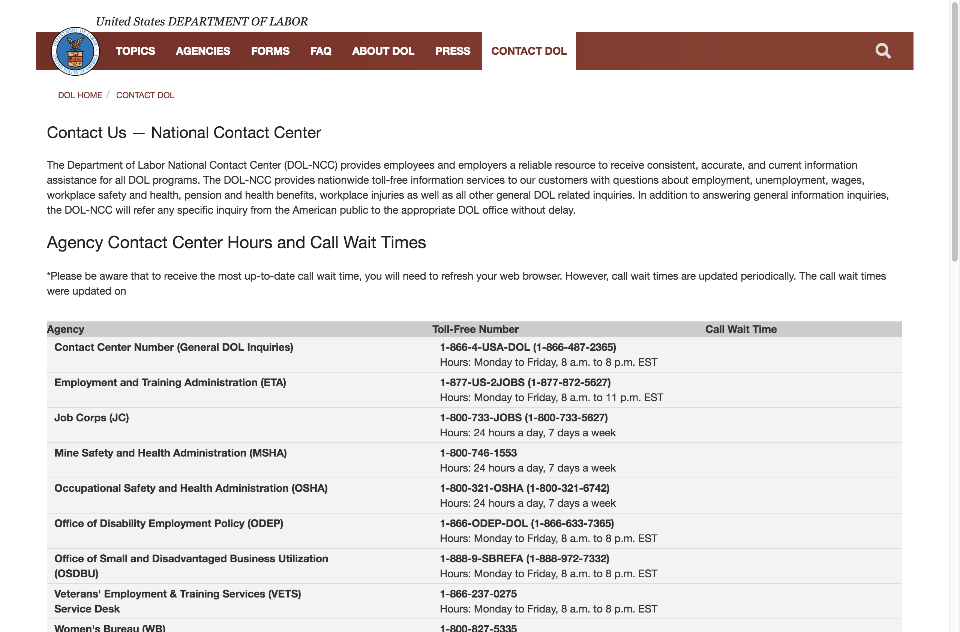 United States DEPARTMENT OF LABOR
TOPICS AGENCIES FORMS FAQ ABOUT DOL PRESS CONTACT DOL
DOL HOME / CONTACT DOL
Contact Us — National Contact Center
The Department of Labor National Contact Center (DOL-NCC) provides employees and employers a reliable resource to receive consistent, accurate, and current information
assistance for all DOL programs. The DOL-NCC provides nationwide toll-free information services to our customers with questions about employment, unemployment, wages,
workplace safety and health, pension and health benefits, workplace injuries as well as all other general DOL related inquiries. In addition to answering general information inquiries,
the DOL-NCC will refer any specific inquiry from the American public to the appropriate DOL office without delay.
Agency Contact Center Hours and Call Wait Times
*Please be aware that to receive the most up-to-date call wait time, you will need to refresh your web browser. However, call wait times are updated periodically. The call wait times
were updated on
Agency Toll-Free Number Call Wait Time
Contact Center Number (General DOL Inquiries) 1-866-4-USA-DOL (1-866-487-2365)
Hours: Monday to Friday, 8 a.m. to 8 p.m. EST
Employment and Training Administration (ETA) 1-877-US-2JOBS (1-877-872-5627)
Hours: Monday to Friday, 8 a.m. to 11 p.m. EST
Job Corps (JC) 1-800-733-JOBS (1-800-733-5627)
Hours: 24 hours a day, 7 days a week
Mine Safety and Health Administration (MSHA) 1-800-746-1553
Hours: 24 hours a day, 7 days a week
Occupational Safety and Health Administration (OSHA) 1-800-321-OSHA (1-800-321-6742)
Hours: 24 hours a day, 7 days a week
Office of Disability Employment Policy (ODEP) 1-866-ODEP-DOL (1-866-633-7365)
Hours: Monday to Friday, 8 a.m. to 8 p.m. EST
Office of Small and Disadvantaged Business Utilization 1-888-9-SBREFA (1-888-972-7332)
(OSDBU) Hours: Monday to Friday, 8 a.m. to 8 p.m. EST
Veterans' Employment & Training Services (VETS) 1-866-237-0275
Service Desk Hours: Monday to Friday, 8 a.m. to 8 p.m. EST
Women's Bureau (WB) 1-800-827-5335